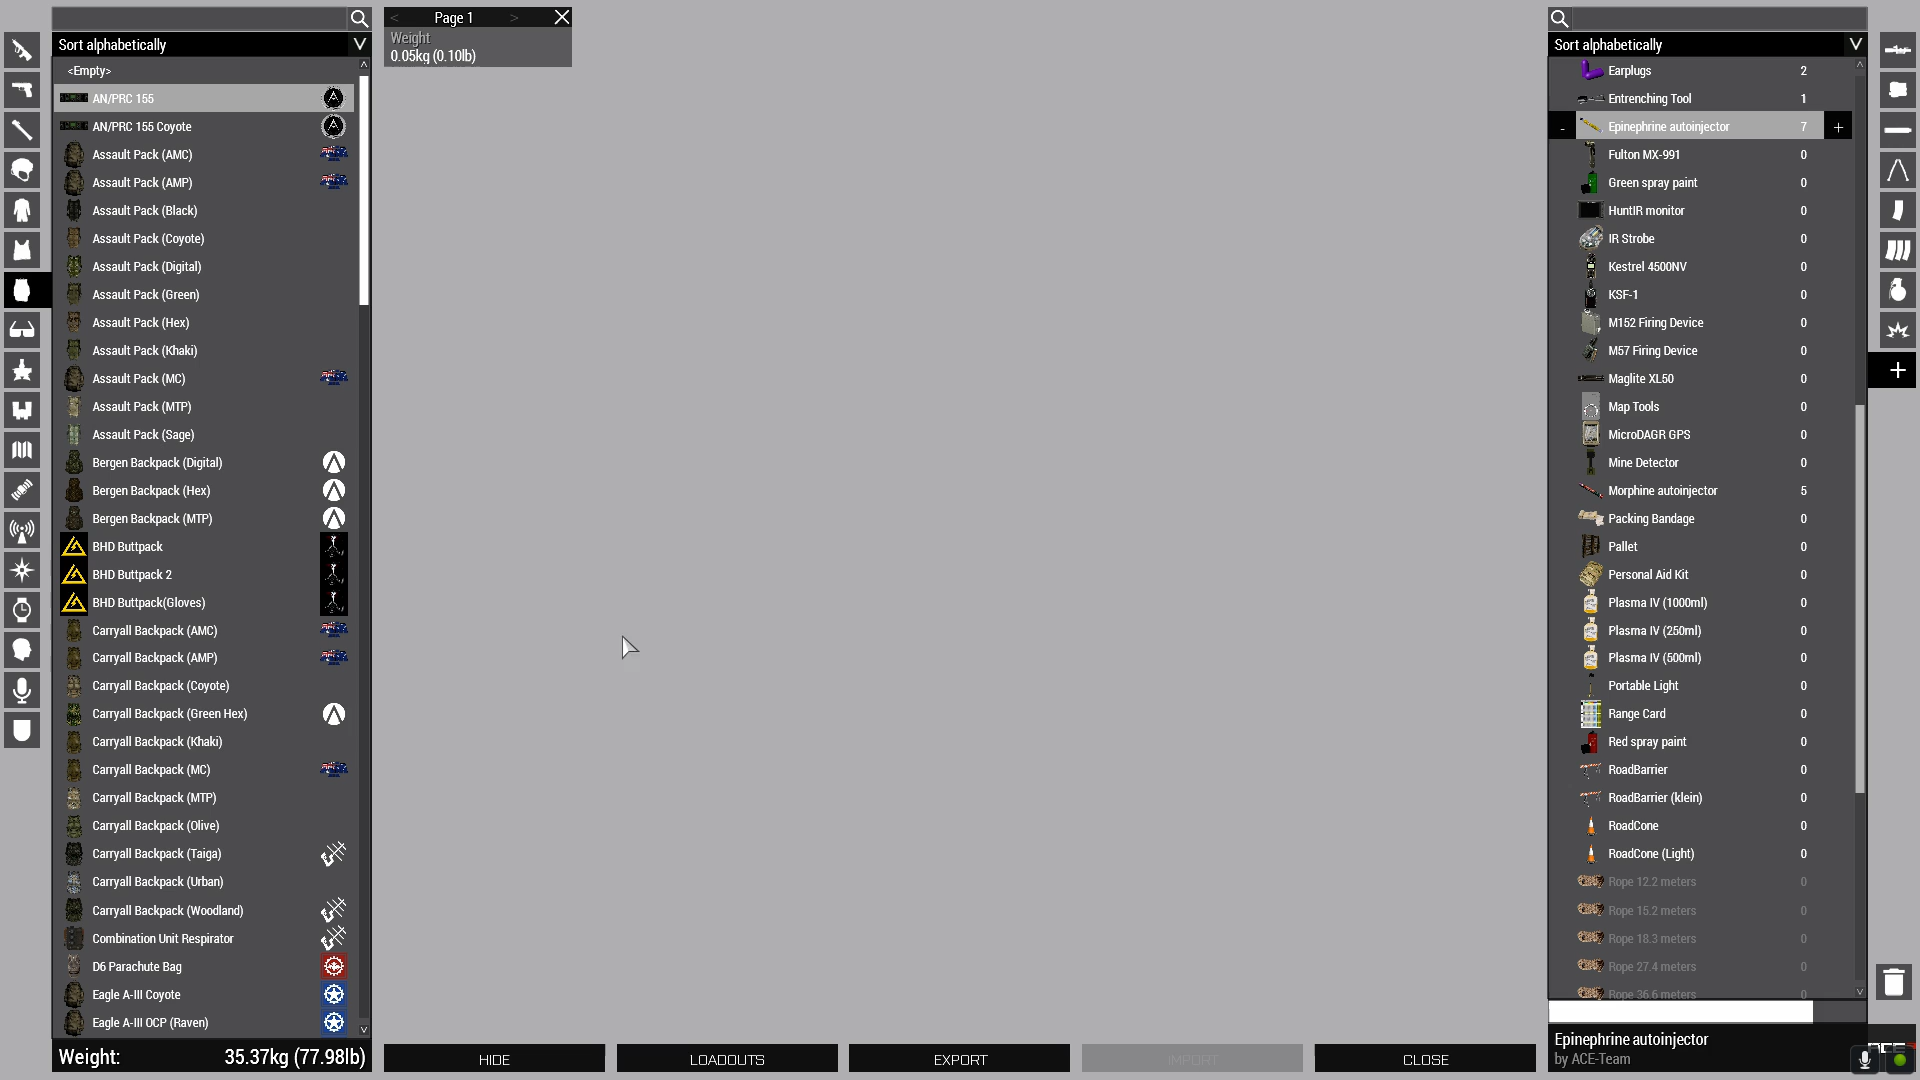 Sort alphabetically
<Empty>
AN/PRC 155
AN/PRC 155 Coyote
Assault Pack (AMC)
Assault Pack (AMP)
Assault Pack (Black)
Assault Pack (Coyote)
Assault Pack (Digital)
Assault Pack (Green)
Assault Pack (Hex)
Assault Pack (Khaki)
Assault Pack (MC)
Assault Pack (MTP)
Assault Pack (Sage)
Bergen Backpack (Digital)
Bergen Backpack (Hex)
Bergen Backpack (MTP)
BHD Buttpack
BHD Buttpack 2
BHD Buttpack(Gloves)
Carryall Backpack (AMC)
Carryall Backpack (AMP)
Carryall Backpack (Coyote)
Carryall Backpack (Green Hex)
Carryall Backpack (Khaki)
Carryall Backpack (MC)
Carryall Backpack (MTP)
Carryall Backpack (Olive)
Carryall Backpack (Taiga)
Carryall Backpack (Urban)
Carryall Backpack (Woodland)
Combination Unit Respirator
D6 Parachute Bag
Eagle A-III Coyote
Eagle A-III OCP (Raven)
Weight: 35.37kg (77.98lb)
< Page 1 >
Weight
0.05kg (0.10lb)
HIDE
LOADOUTS
EXPORT
IMPORT
CLOSE
Sort alphabetically
Earplugs 2
Entrenching Tool 1
- Epinephrine autoinjector 7 +
Fulton MX-991 0
Green spray paint 0
HuntIR monitor 0
IR Strobe 0
Kestrel 4500NV 0
KSF-1 0
M152 Firing Device 0
M57 Firing Device 0
Maglite XL50 0
Map Tools 0
MicroDAGR GPS 0
Mine Detector 0
Morphine autoinjector 5
Packing Bandage 0
Pallet 0
Personal Aid Kit 0
Plasma IV (1000ml) 0
Plasma IV (250ml) 0
Plasma IV (500ml) 0
Portable Light 0
Range Card 0
Red spray paint 0
RoadBarrier 0
RoadBarrier (klein) 0
RoadCone 0
RoadCone (Light) 0
Rope 12.2 meters 0
Rope 15.2 meters 0
Rope 18.3 meters 0
Rope 27.4 meters 0
Rope 36.6 meters 0
Epinephrine autoinjector
by ACE-Team